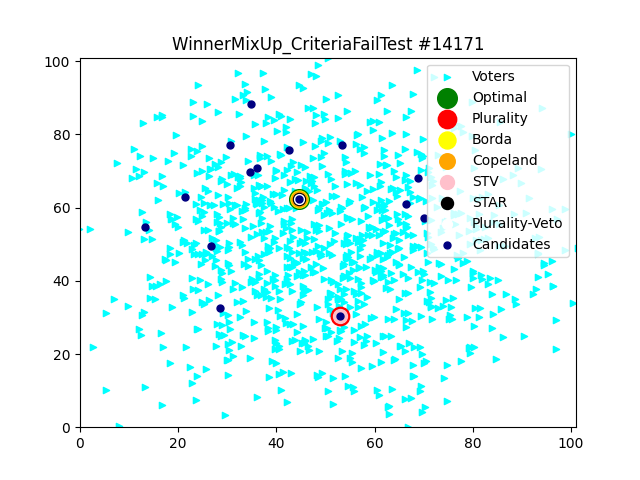 WinnerMixUp_CriteriaFailTest #14171
100
80
60
40
20
0
0 20 40 60 80 100
Voters
Optimal
Plurality
Borda
Copeland
STV
STAR
Plurality-Veto
Candidates